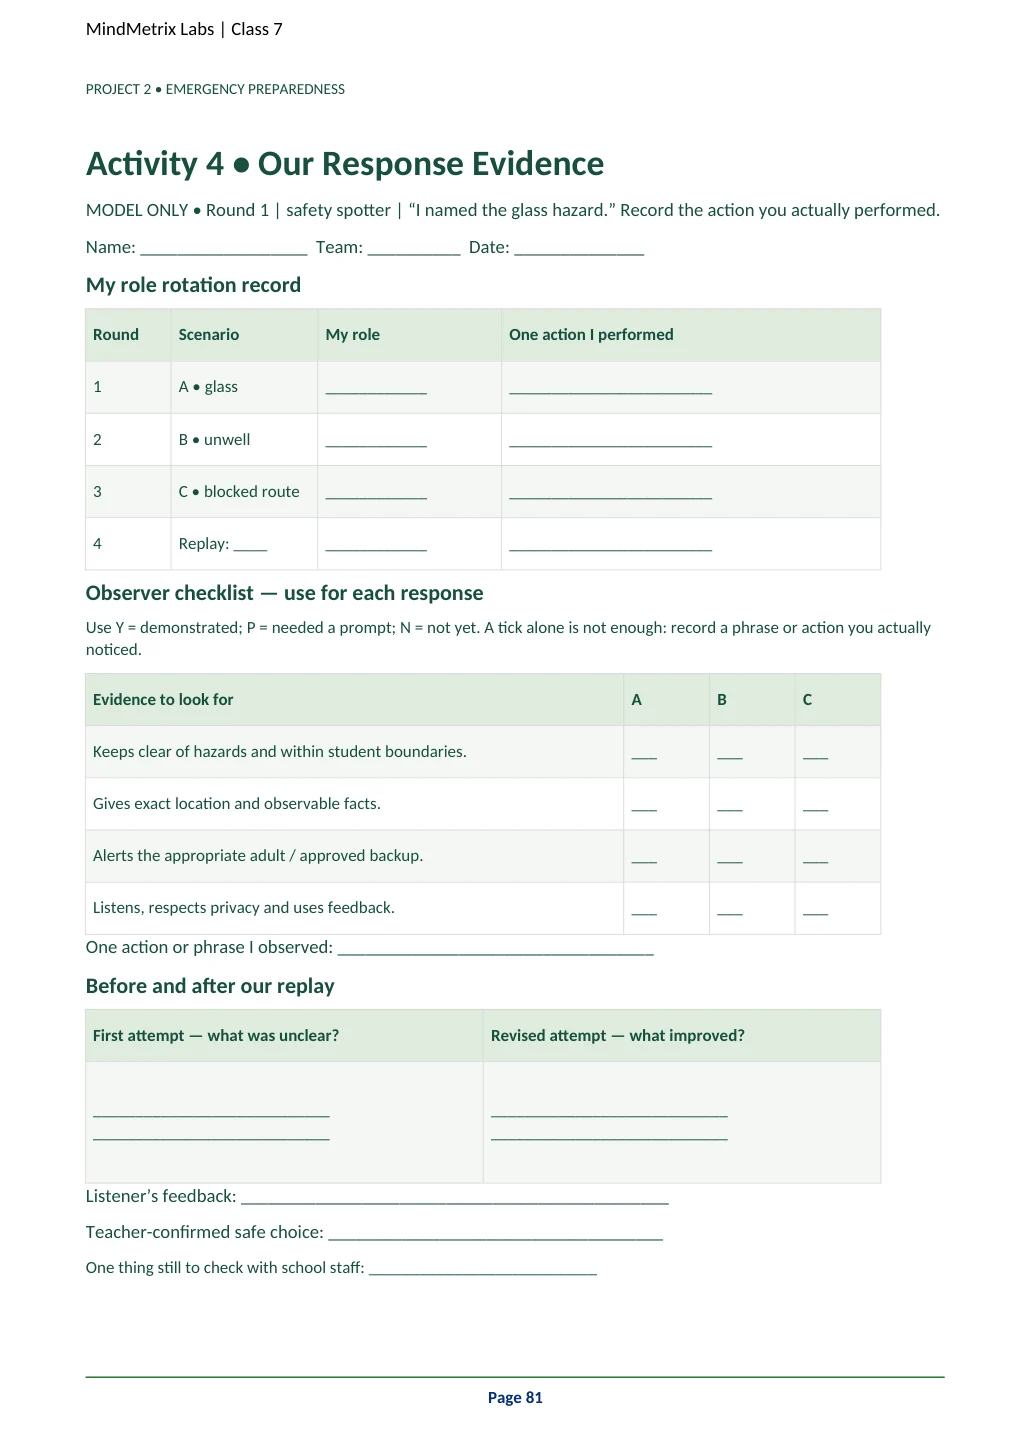 MindMetrix Labs | Class 7
PROJECT 2 • EMERGENCY PREPAREDNESS
Activity 4 • Our Response Evidence
MODEL ONLY • Round 1 | safety spotter | “I named the glass hazard.” Record the action you actually performed.
Name: __________________ Team: __________ Date: ______________
My role rotation record
Round Scenario My role One action I performed
1 A • glass ____________ ________________________
2 B • unwell ____________ ________________________
3 C • blocked route ____________ ________________________
4 Replay: ____ ____________ ________________________
Observer checklist — use for each response
Use Y = demonstrated; P = needed a prompt; N = not yet. A tick alone is not enough: record a phrase or action you actually
noticed.
Evidence to look for A B C
Keeps clear of hazards and within student boundaries. ___ ___ ___
Gives exact location and observable facts. ___ ___ ___
Alerts the appropriate adult / approved backup. ___ ___ ___
Listens, respects privacy and uses feedback. ___ ___ ___
One action or phrase I observed: __________________________________
Before and after our replay
First attempt — what was unclear? Revised attempt — what improved?
____________________________ ____________________________
____________________________ ____________________________
Listener’s feedback: ______________________________________________
Teacher-confirmed safe choice: ____________________________________
One thing still to check with school staff: ___________________________
Page 81